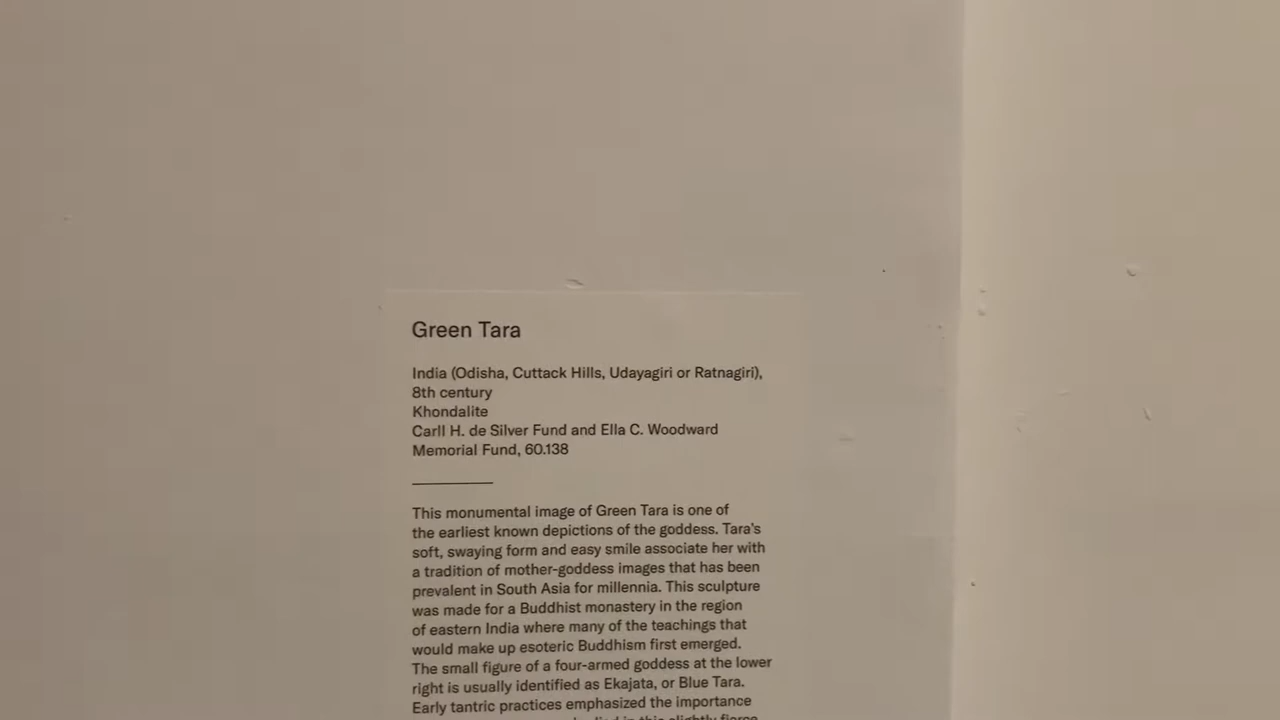 Green Tara
India (Odisha, Cuttack Hills, Udayagiri or Ratnagiri),
8th century
Khondalite
Carll H. de Silver Fund and Ella C. Woodward
Memorial Fund, 60.138
This monumental image of Green Tara is one of
the earliest known depictions of the goddess. Tara's
soft, swaying form and easy smile associate her with
a tradition of mother-goddess images that has been
prevalent in South Asia for millennia. This sculpture
was made for a Buddhist monastery in the region
of eastern India where many of the teachings that
would make up esoteric Buddhism first emerged.
The small figure of a four-armed goddess at the lower
right is usually identified as Ekajata, or Blue Tara.
Early tantric practices emphasized the importance
in this slightly fierce